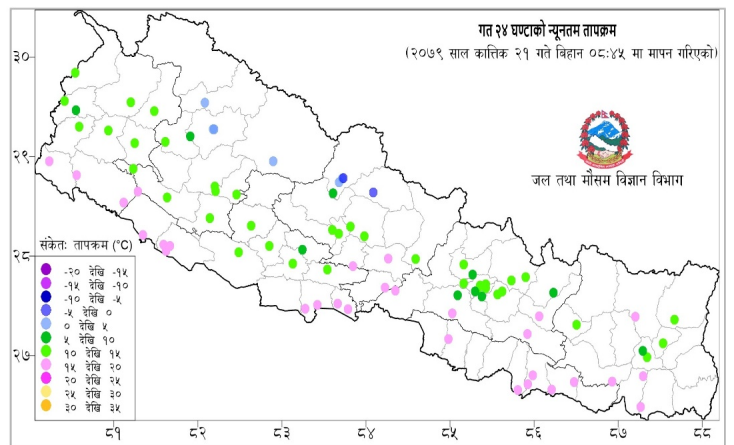 गत २४ घण्टाको न्यूनतम तापक्रम
(२०७९ साल कात्तिक २१ गते बिहान ०८:४५ मा मापन गरिएको)
जल तथा मौसम विज्ञान विभाग
३०
२९
२८
२७
संकेतः तापक्रम (°C)
-२० देखि -१५
-१५ देखि -१०
-१० देखि -५
-५ देखि ०
० देखि ५
५ देखि १०
१० देखि १५
१५ देखि २०
२० देखि २५
२५ देखि ३०
३० देखि ३५
८१ ८२ ८३ ८४ ८५ ८६ ८७ ८८